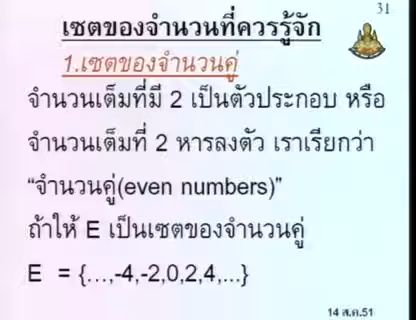 31
เซตของจำนวนที่ควรรู้จัก
1.เซตของจำนวนคู่
จำนวนเต็มที่มี 2 เป็นตัวประกอบ หรือ
จำนวนเต็มที่ 2 หารลงตัว เราเรียกว่า
“จำนวนคู่(even numbers)”
ถ้าให้ E เป็นเซตของจำนวนคู่
E = {...,-4,-2,0,2,4,...}
14 ส.ค.51